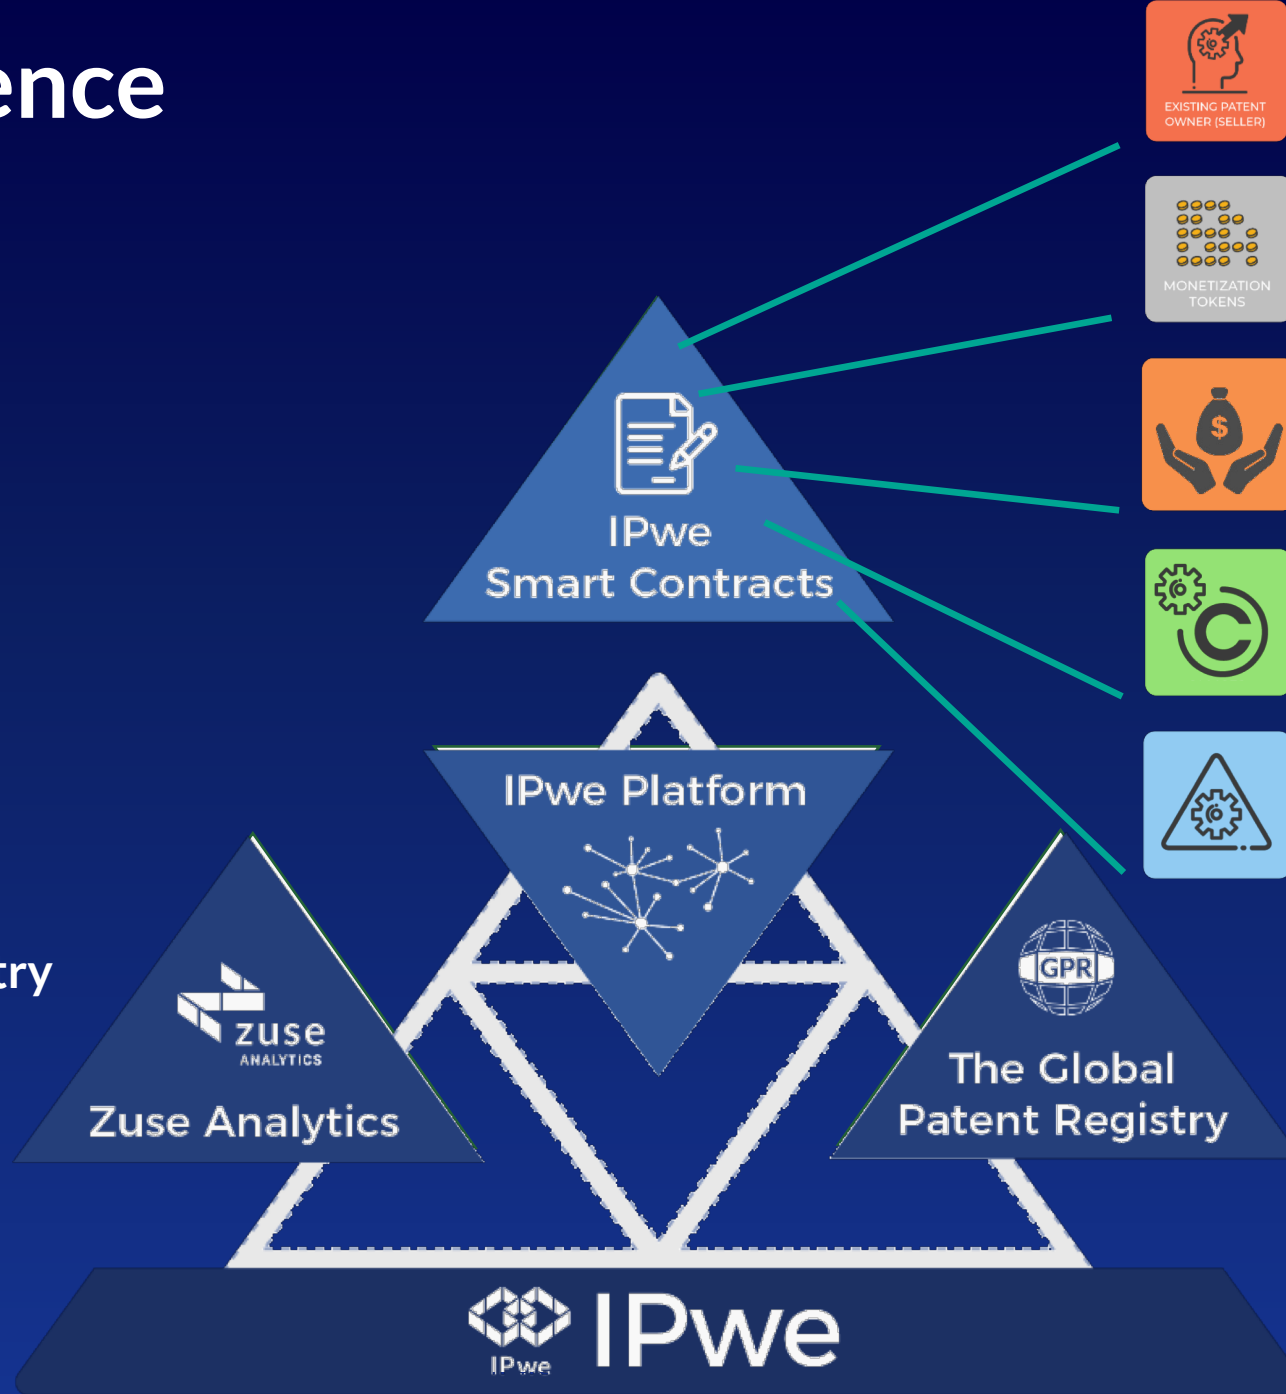 ence
EXISTING PATENT
OWNER (SELLER)
MONETIZATION
TOKENS
$
IPwe
Smart Contracts
C
IPwe Platform
try
zuse
ANALYTICS
Zuse Analytics
GPR
The Global
Patent Registry
IPwe
IPwe